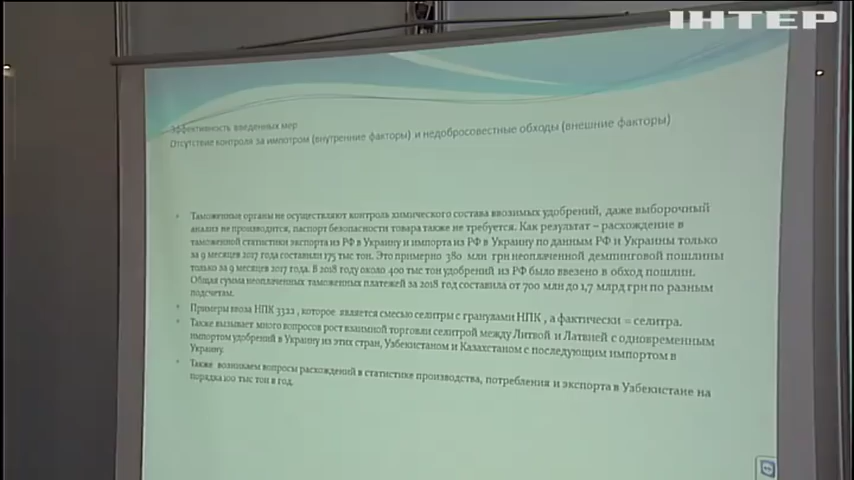 ІНТЕР
Эффективность введенных мер
Отсутствие контроля за импотром (внутренние факторы) и недобросовестные обходы (внешние факторы)
• Таможенные органы не осуществляют контроль химического состава ввозимых удобрений, даже выборочный
анализ не производится, паспорт безопасности товара также не требуется. Как результат – расхождение в
таможенной статистики экспорта из РФ в Украину и импорта из РФ в Украину по данным РФ и Украины только
за 9 месяцев 2017 года составили 175 тыс тон. Это примерно 380 млн грн неоплаченной демпинговой пошлины
только за 9 месяцев 2017 года. В 2018 году около 400 тыс тон удобрений из РФ было ввезено в обход пошлин.
Общая сумма неоплаченных таможенных платежей за 2018 год составила от 700 млн до 1,7 млрд грн по разным
подсчетам.
• Примеры ввоза НПК 3322 , которое является смесью селитры с гранулами НПК , а фактически = селитра.
• Также вызывает много вопросов рост взаимной торговли селитрой между Литвой и Латвией с одновременным
импортом удобрений в Украину из этих стран, Узбекистаном и Казахстаном с последующим импортом в
Украину.
• Также возникаем вопросы расхождений в статистике производства, потребления и экспорта в Узбекистане на
порядка 100 тыс тон в год.